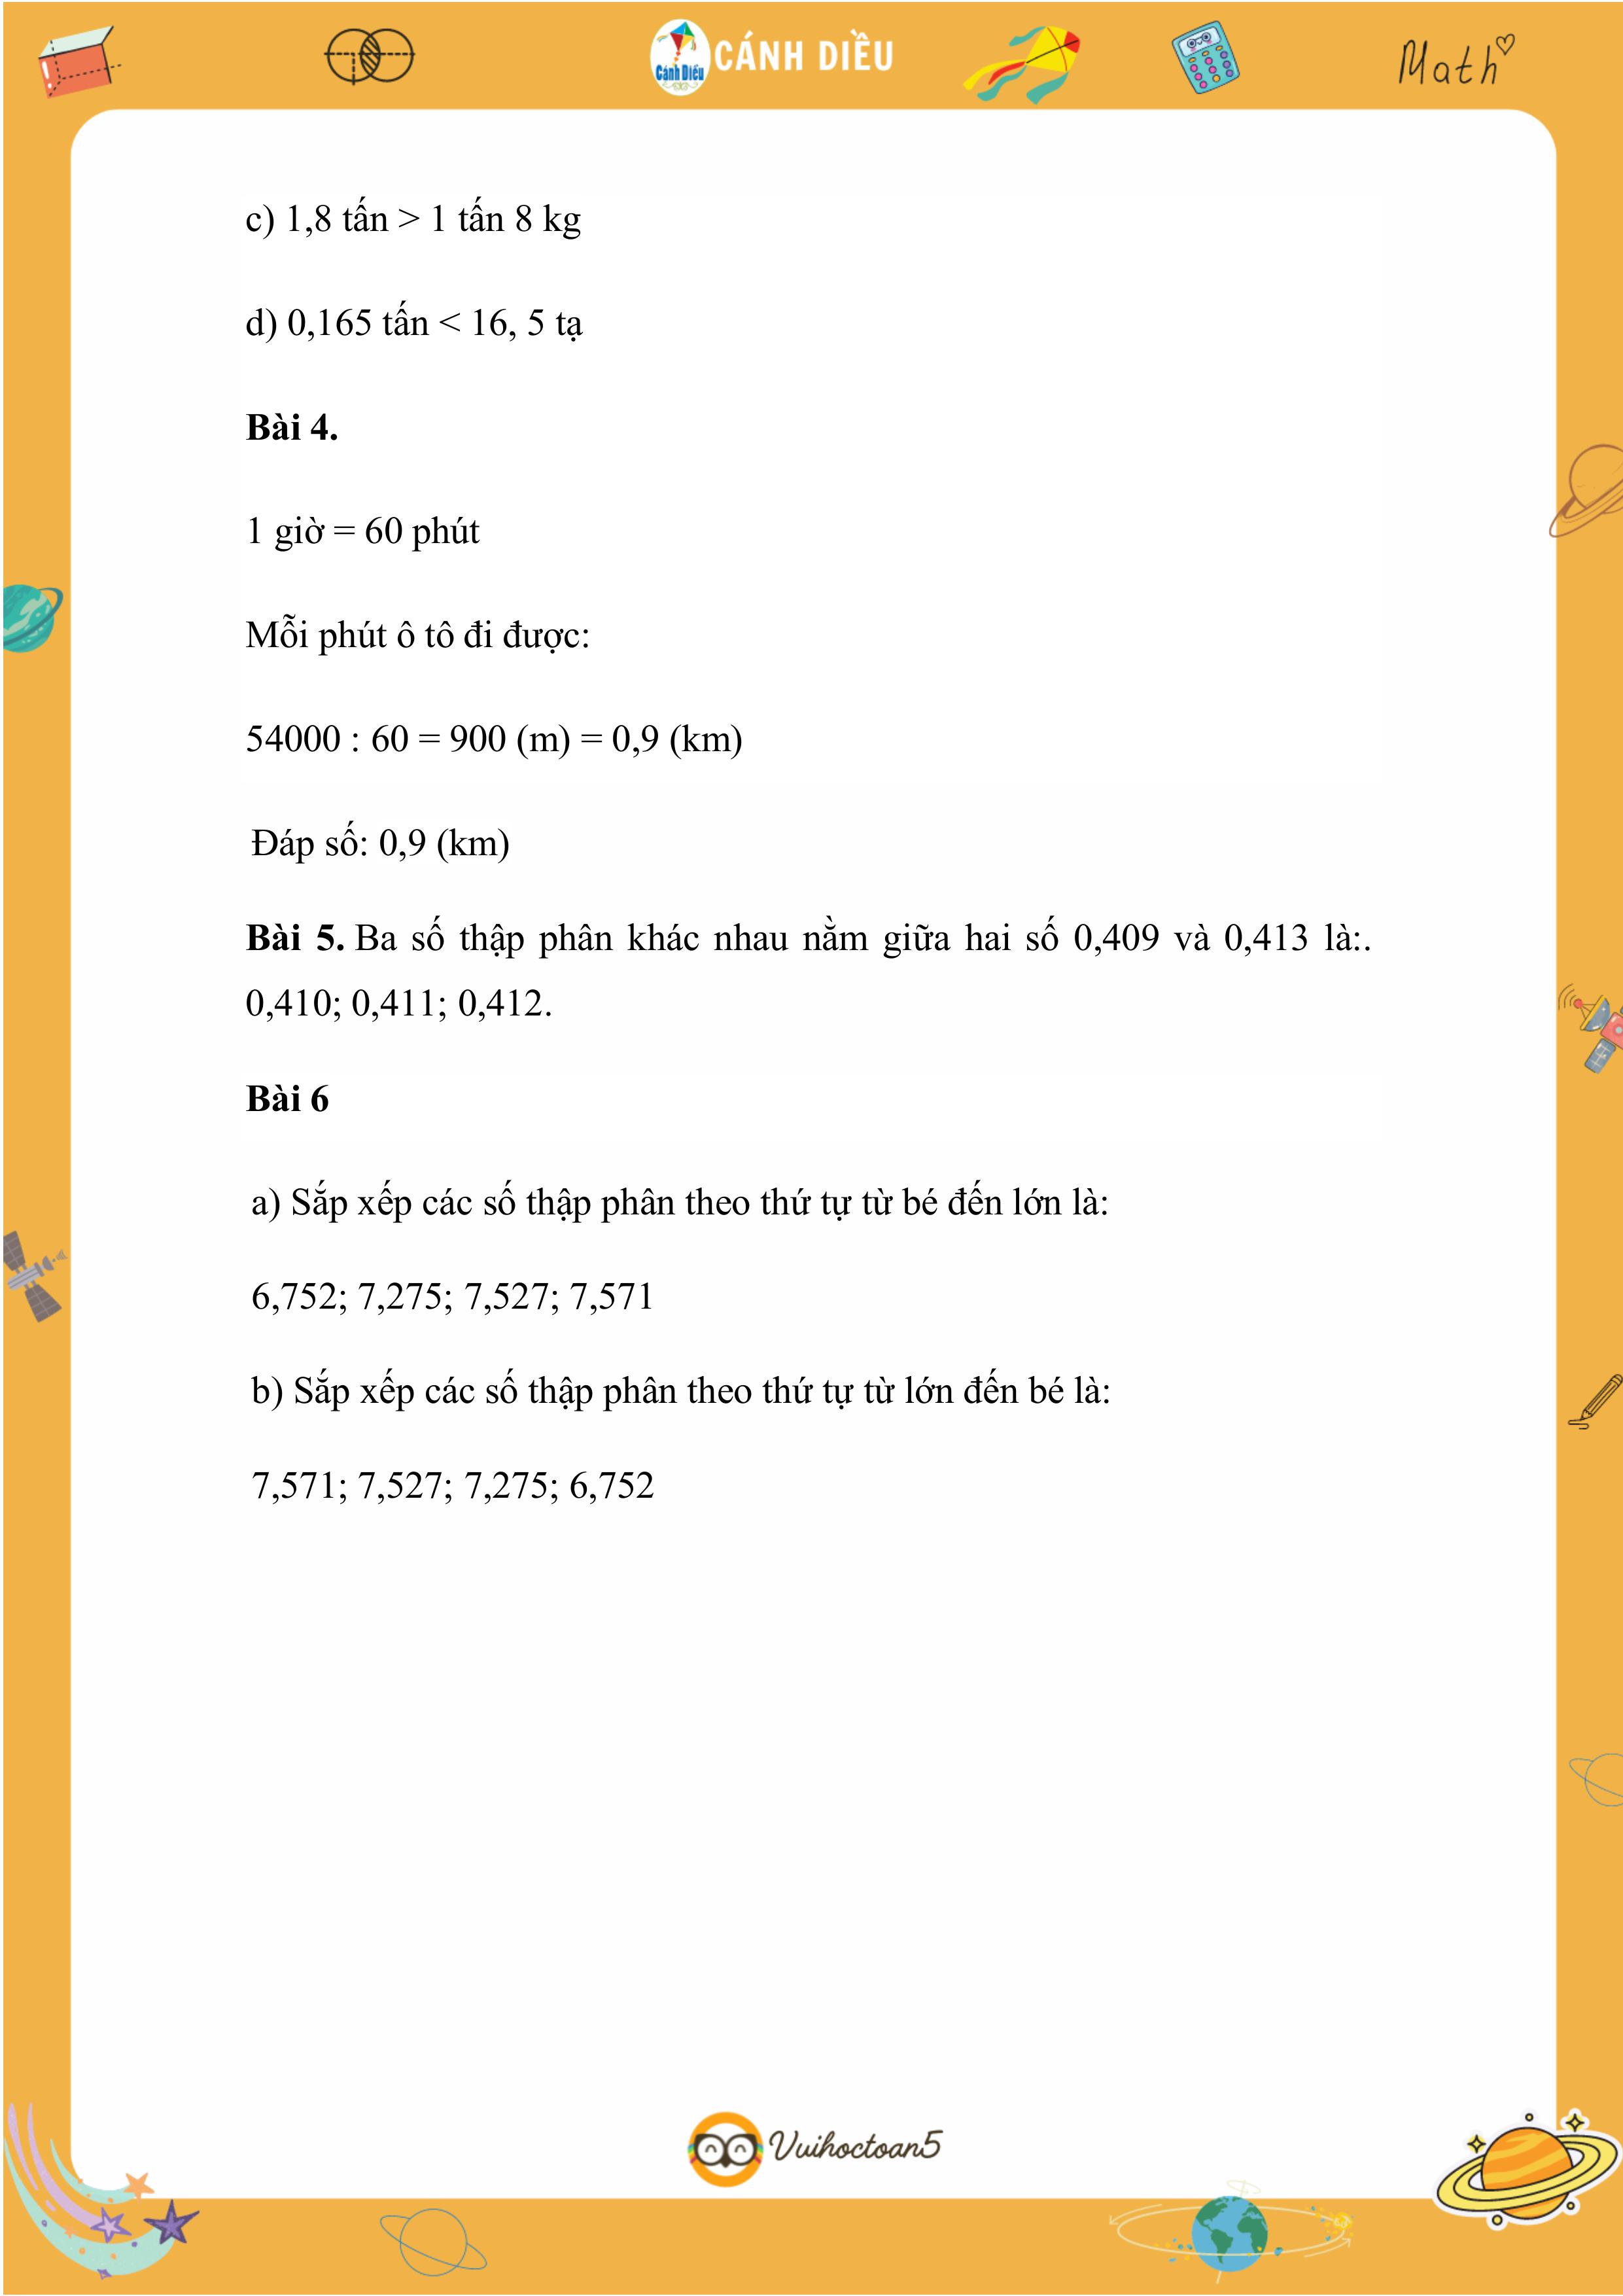 Cánh Diều
CÁNH DIỀU
Math
c) 1,8 tấn > 1 tấn 8 kg
d) 0,165 tấn < 16, 5 tạ
Bài 4.
1 giờ = 60 phút
Mỗi phút ô tô đi được:
54000 : 60 = 900 (m) = 0,9 (km)
Đáp số: 0,9 (km)
Bài 5. Ba số thập phân khác nhau nằm giữa hai số 0,409 và 0,413 là:.
0,410; 0,411; 0,412.
Bài 6
a) Sắp xếp các số thập phân theo thứ tự từ bé đến lớn là:
6,752; 7,275; 7,527; 7,571
b) Sắp xếp các số thập phân theo thứ tự từ lớn đến bé là:
7,571; 7,527; 7,275; 6,752
Vuihoctoan5